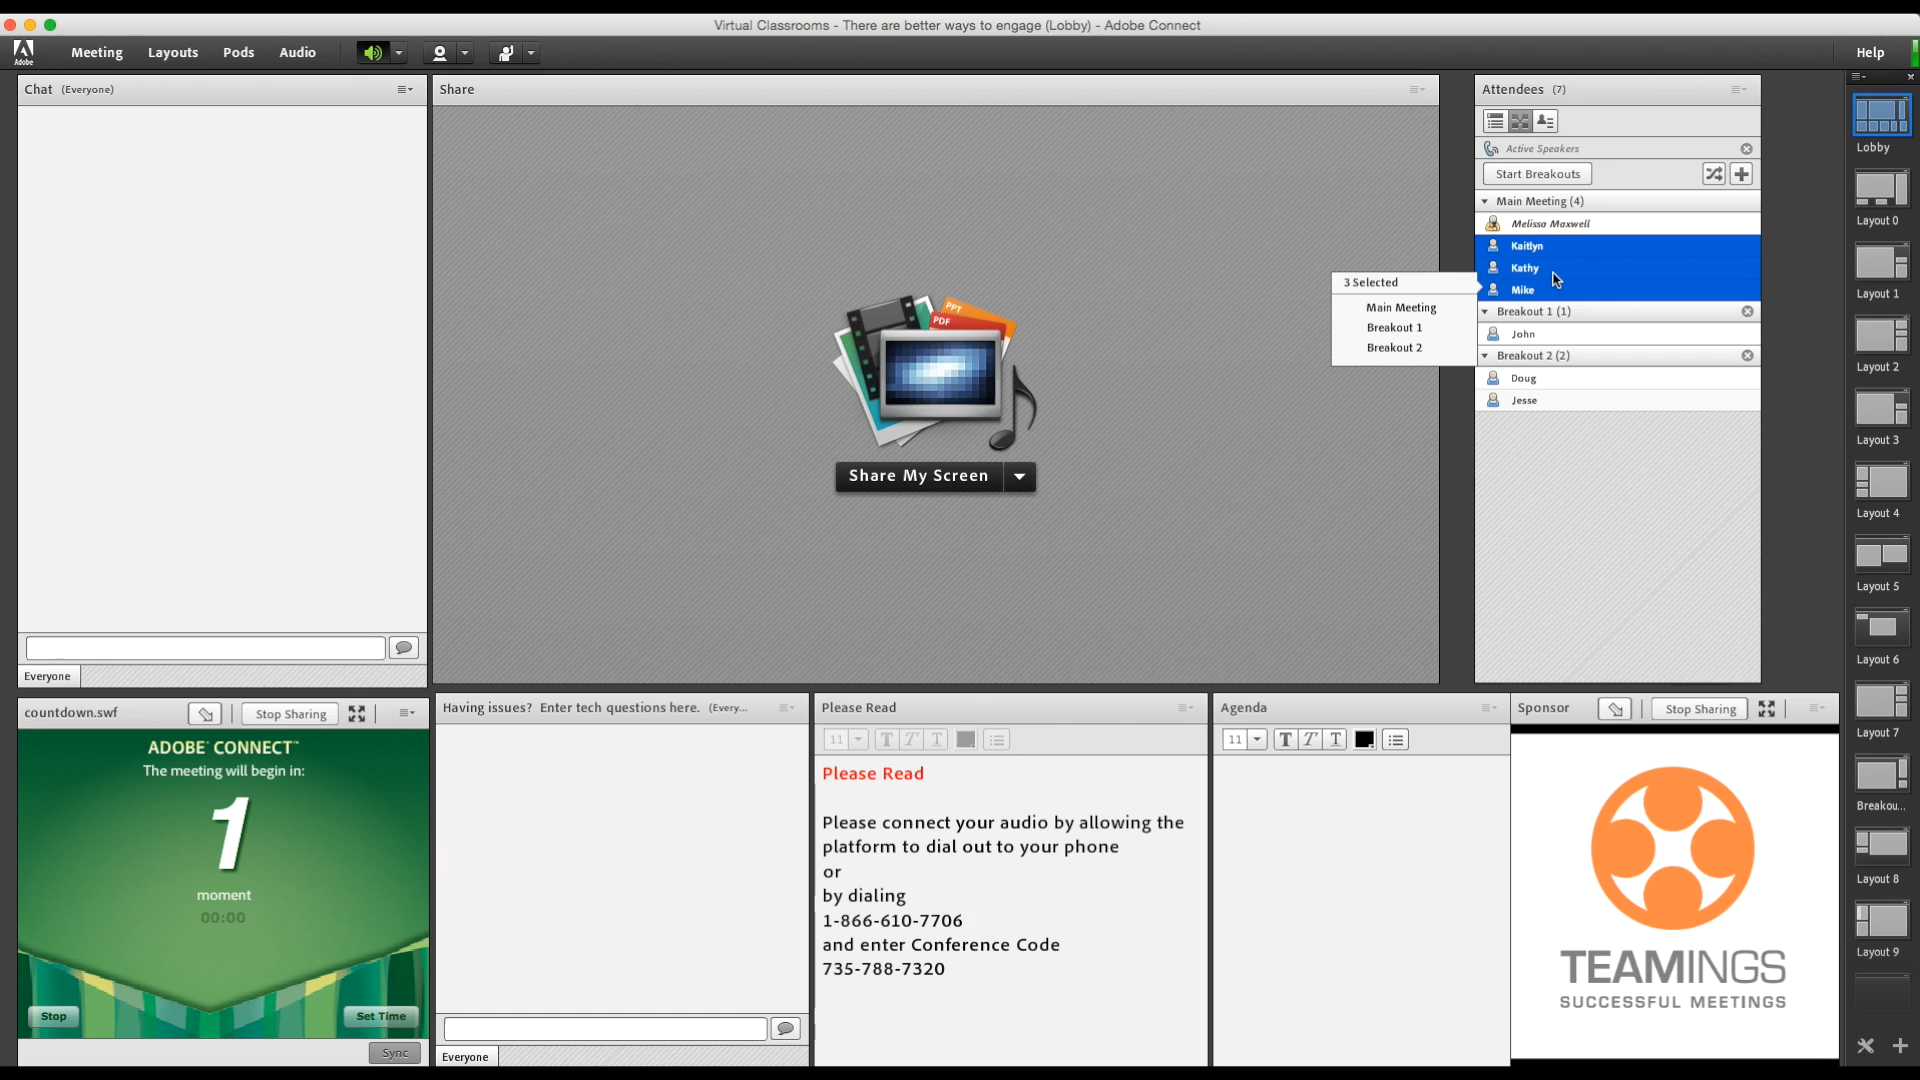 Virtual Classrooms - There are better ways to engage (Lobby) - Adobe Connect
Adobe
Meeting Layouts Pods Audio Help
Chat (Everyone)
Everyone
Share
PPT
PDF
Share My Screen
Attendees (7)
Active Speakers
Start Breakouts
Main Meeting (4)
Melissa Maxwell
Kaitlyn
Kathy
Mike
Breakout 1 (1)
John
Breakout 2 (2)
Doug
Jesse
3 Selected
Main Meeting
Breakout 1
Breakout 2
Lobby
Layout 0
Layout 1
Layout 2
Layout 3
Layout 4
Layout 5
Layout 6
Layout 7
Breakou...
Layout 8
Layout 9
countdown.swf Stop Sharing
ADOBE® CONNECT™
The meeting will begin in:
1
moment
00:00
Stop Set Time
Sync
Having issues? Enter tech questions here. (Every...
Everyone
Please Read
11 T T T
Please Read
Please connect your audio by allowing the
platform to dial out to your phone
or
by dialing
1-866-610-7706
and enter Conference Code
735-788-7320
Agenda
11 T T T
Sponsor Stop Sharing
TEAMINGS
SUCCESSFUL MEETINGS